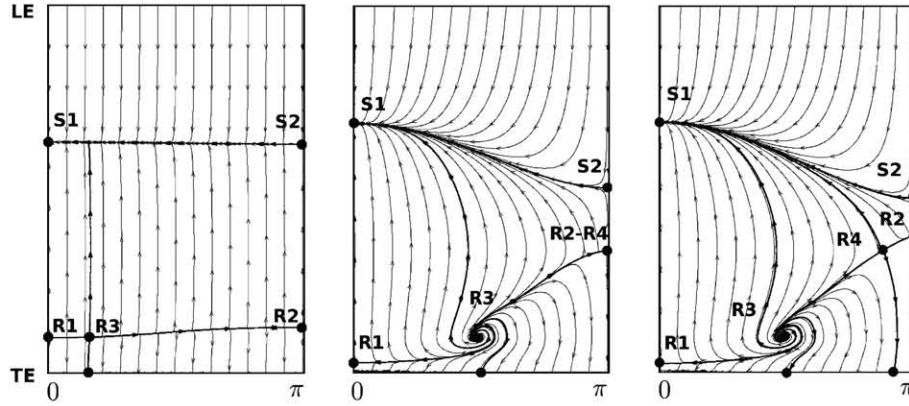 LE
S1 S2
R1 R3 R2
TE
0 π
S1
S2
R2-R4
R3
R1
0 π
S1
S2
R2
R4
R3
R1
0 π